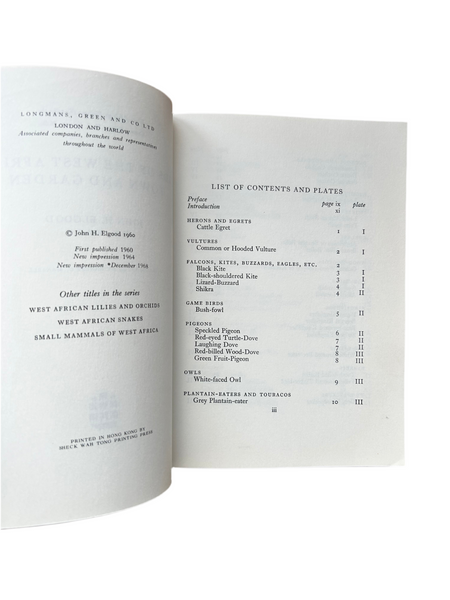 LONGMANS, GREEN AND CO LTD
LONDON AND HARLOW
Associated companies, branches and representatives
throughout the world
© John H. Elgood 1960
First published 1960
New impression 1964
New impression *December 1968
Other titles in the series
WEST AFRICAN LILIES AND ORCHIDS
WEST AFRICAN SNAKES
SMALL MAMMALS OF WEST AFRICA
PRINTED IN HONG KONG BY
SHECK WAH TONG PRINTING PRESS
LIST OF CONTENTS AND PLATES
Preface page ix plate
Introduction xi
HERONS AND EGRETS
Cattle Egret 1 I
VULTURES
Common or Hooded Vulture 2 I
FALCONS, KITES, BUZZARDS, EAGLES, ETC. 2
Black Kite 3 I
Black-shouldered Kite 3 I
Lizard-Buzzard 4 I
Shikra 4 II
GAME BIRDS
Bush-fowl 5 II
PIGEONS
Speckled Pigeon 6 II
Red-eyed Turtle-Dove 7 II
Laughing Dove 7 II
Red-billed Wood-Dove 8 III
Green Fruit-Pigeon 8 III
OWLS
White-faced Owl 9 III
PLANTAIN-EATERS AND TOURACOS
Grey Plantain-eater 10 III
iii